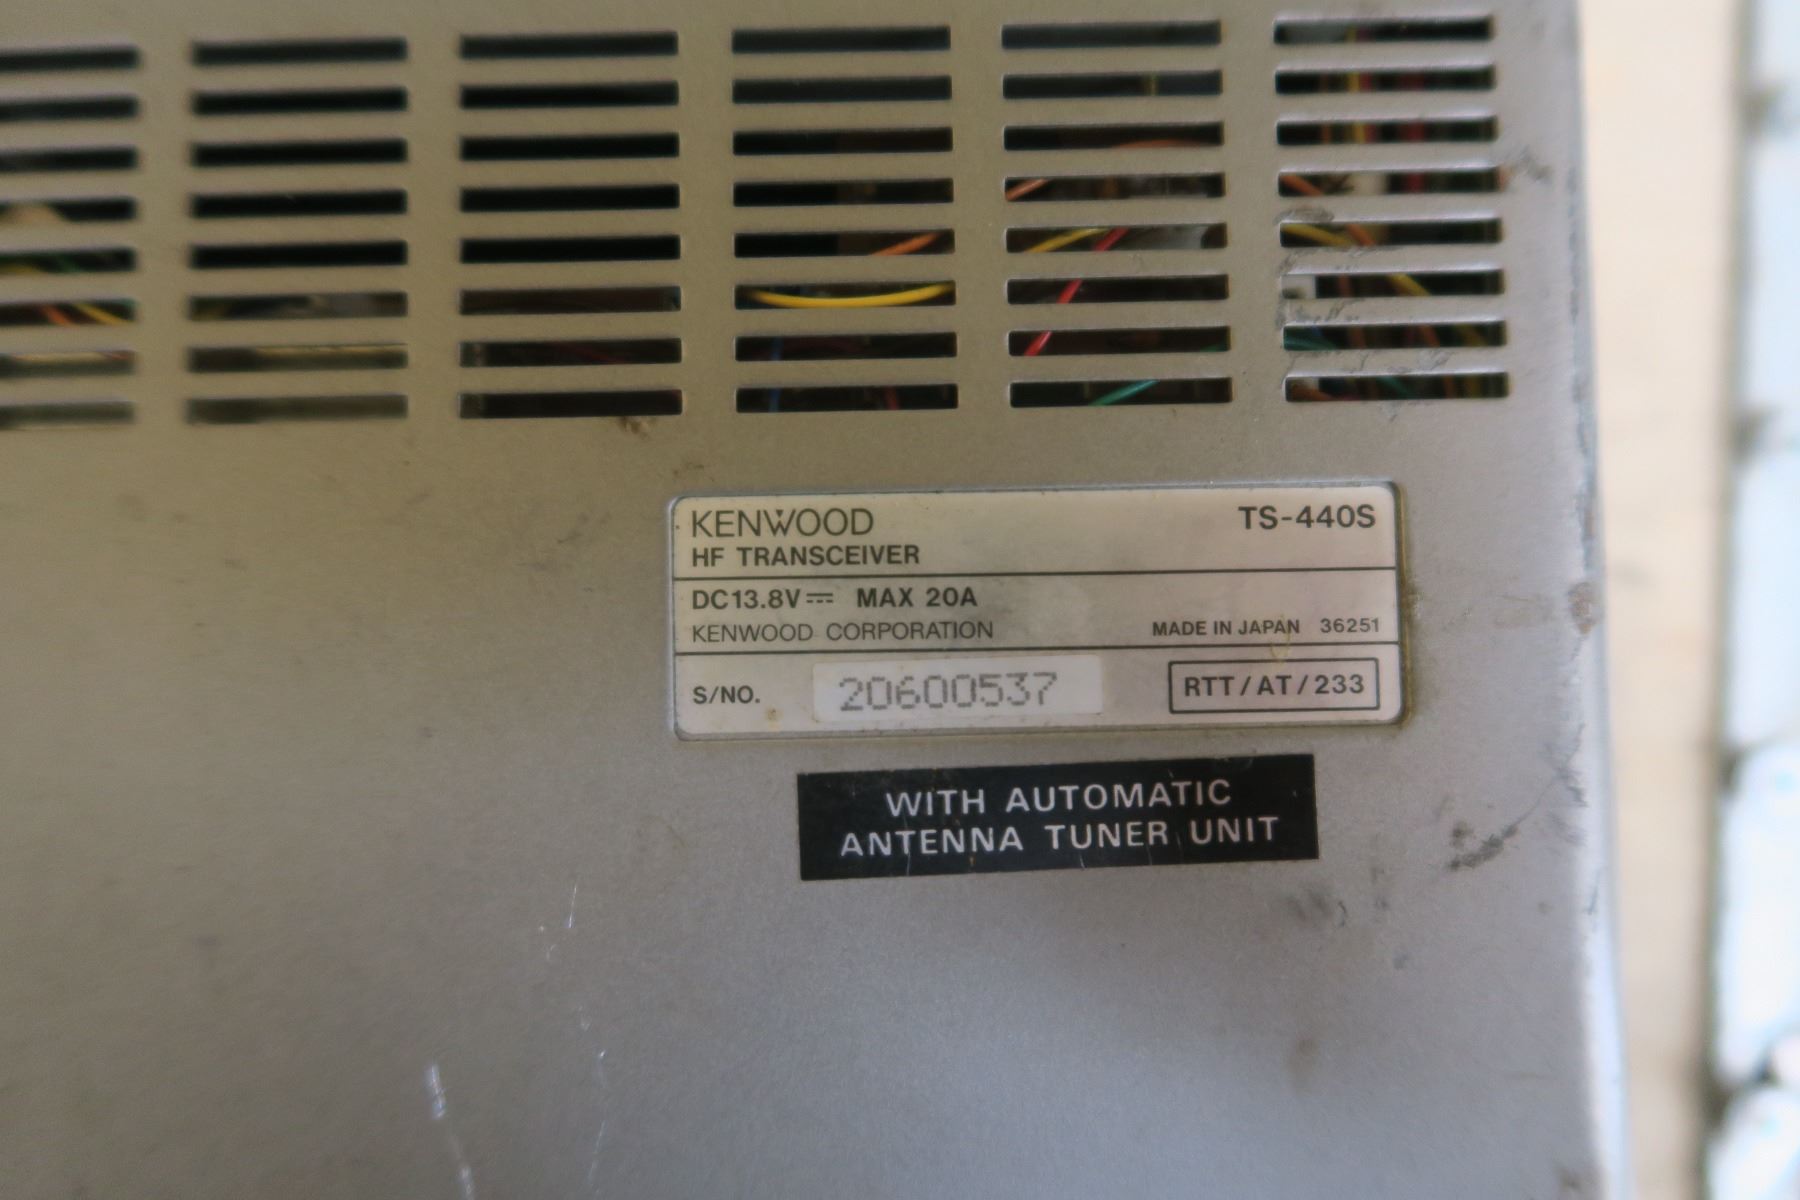 KENWOOD TS-440S
HF TRANSCEIVER
DC13.8V⎓ MAX 20A
KENWOOD CORPORATION MADE IN JAPAN 36251
S/NO. 20600537 RTT/AT/233
WITH AUTOMATIC
ANTENNA TUNER UNIT